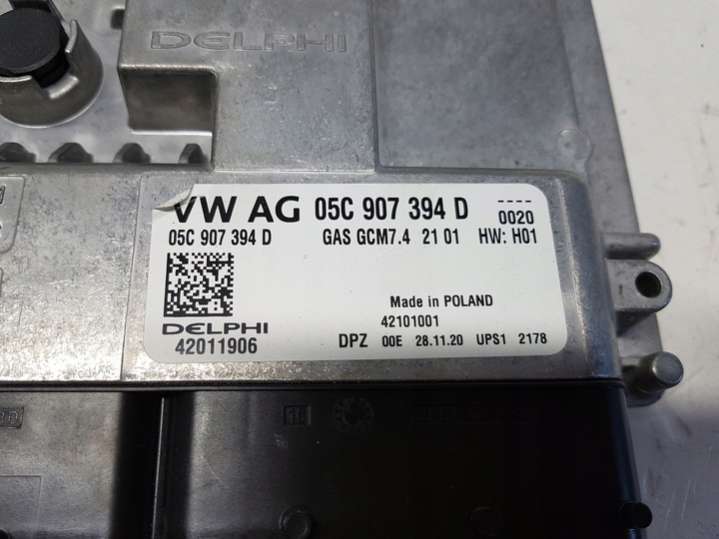 DELPHI
VW AG 05C 907 394 D ----
0020
05C 907 394 D GAS GCM7.4 21 01 HW: H01
Made in POLAND
DELPHI 42101001
42011906 DPZ 00E 28.11.20 UPS1 2178